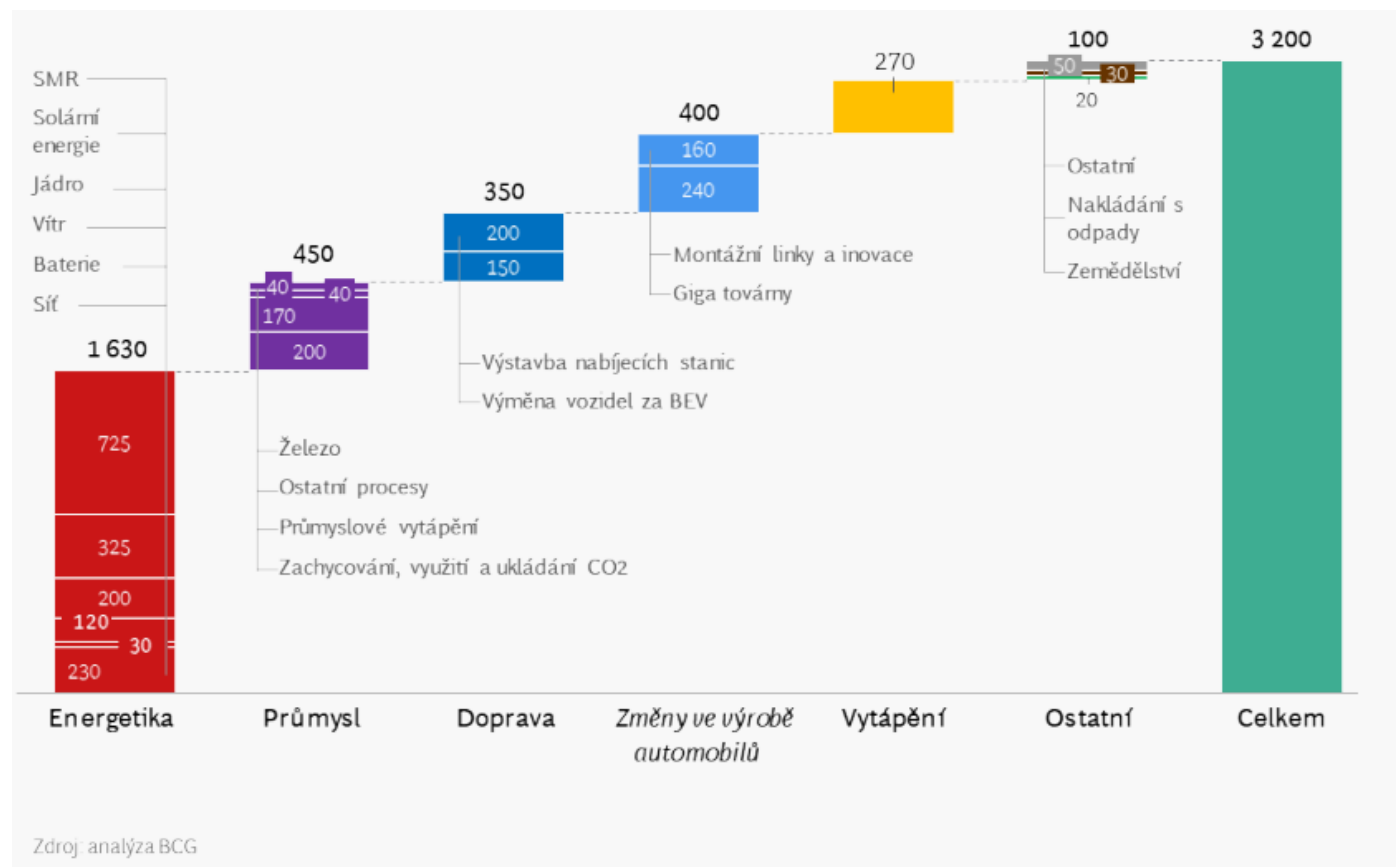 SMR
Solární
energie
Jádro
Vítr
Baterie
Síť
1 630
725
325
200
120
30
230
450
40
40
170
200
Železo
Ostatní procesy
Průmyslové vytápění
Zachycování, využití a ukládání CO2
350
200
150
Výstavba nabíjecích stanic
Výměna vozidel za BEV
400
160
240
Montážní linky a inovace
Giga továrny
270
100
50
30
20
Ostatní
Nakládání s
odpady
Zemědělství
3 200
Energetika
Průmysl
Doprava
Změny ve výrobě
automobilů
Vytápění
Ostatní
Celkem
Zdroj: analýza BCG